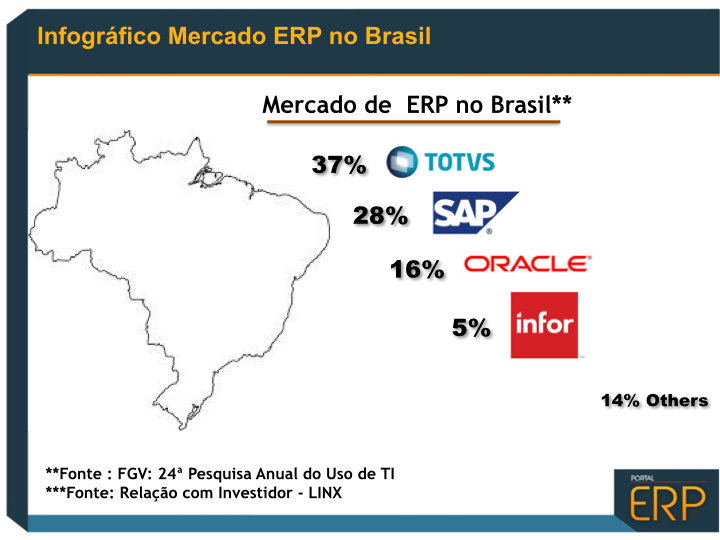 Infográfico Mercado ERP no Brasil
Mercado de ERP no Brasil**
37% TOTVS
28% SAP®
16% ORACLE®
5% infor
14% Others
**Fonte : FGV: 24ª Pesquisa Anual do Uso de TI
***Fonte: Relação com Investidor - LINX
PORTAL
ERP